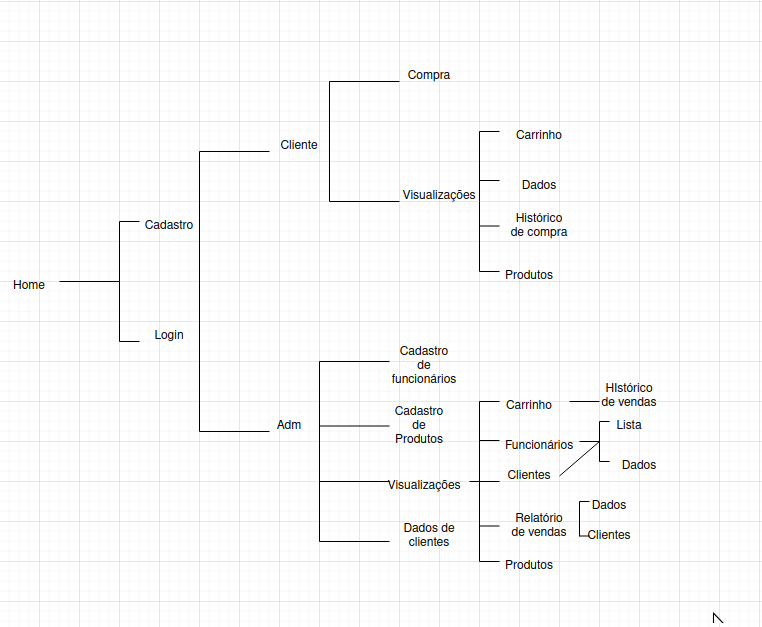 Compra
Carrinho
Cliente
Dados
Visualizações
Histórico
de compra
Cadastro
Produtos
Home
Login
Cadastro
de
funcionários
HIstórico
de vendas
Carrinho
Cadastro
de
Produtos
Adm
Lista
Funcionários
Dados
Clientes
Visualizações
Dados
Relatório
de vendas
Dados de
clientes
Clientes
Produtos